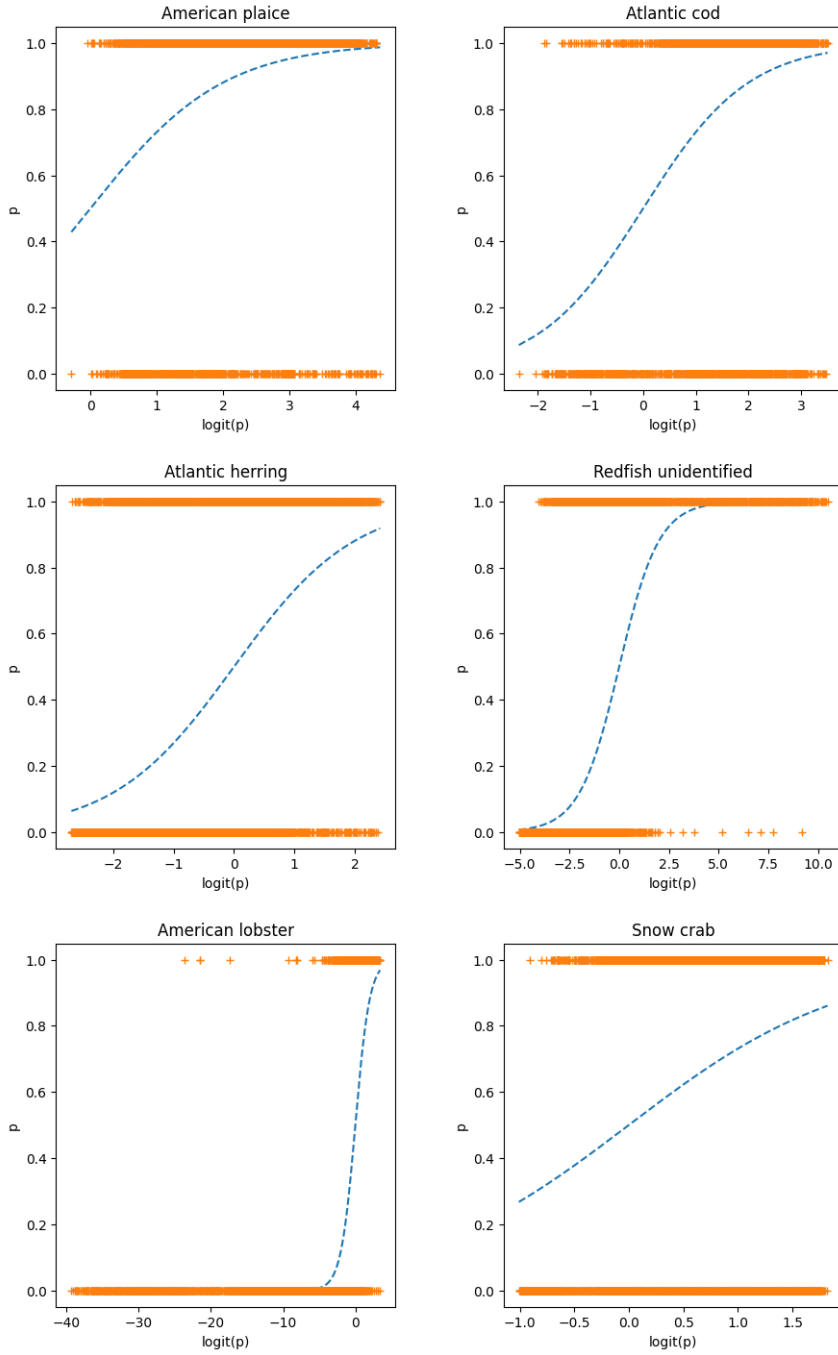 American plaice
1.0
0.8
0.6
0.4
0.2
0.0
p
0 1 2 3 4
logit(p)
Atlantic cod
1.0
0.8
0.6
0.4
0.2
0.0
p
−2 −1 0 1 2 3
logit(p)
Atlantic herring
1.0
0.8
0.6
0.4
0.2
0.0
p
−2 −1 0 1 2
logit(p)
Redfish unidentified
1.0
0.8
0.6
0.4
0.2
0.0
p
−5.0 −2.5 0.0 2.5 5.0 7.5 10.0
logit(p)
American lobster
1.0
0.8
0.6
0.4
0.2
0.0
p
−40 −30 −20 −10 0
logit(p)
Snow crab
1.0
0.8
0.6
0.4
0.2
0.0
p
−1.0 −0.5 0.0 0.5 1.0 1.5
logit(p)